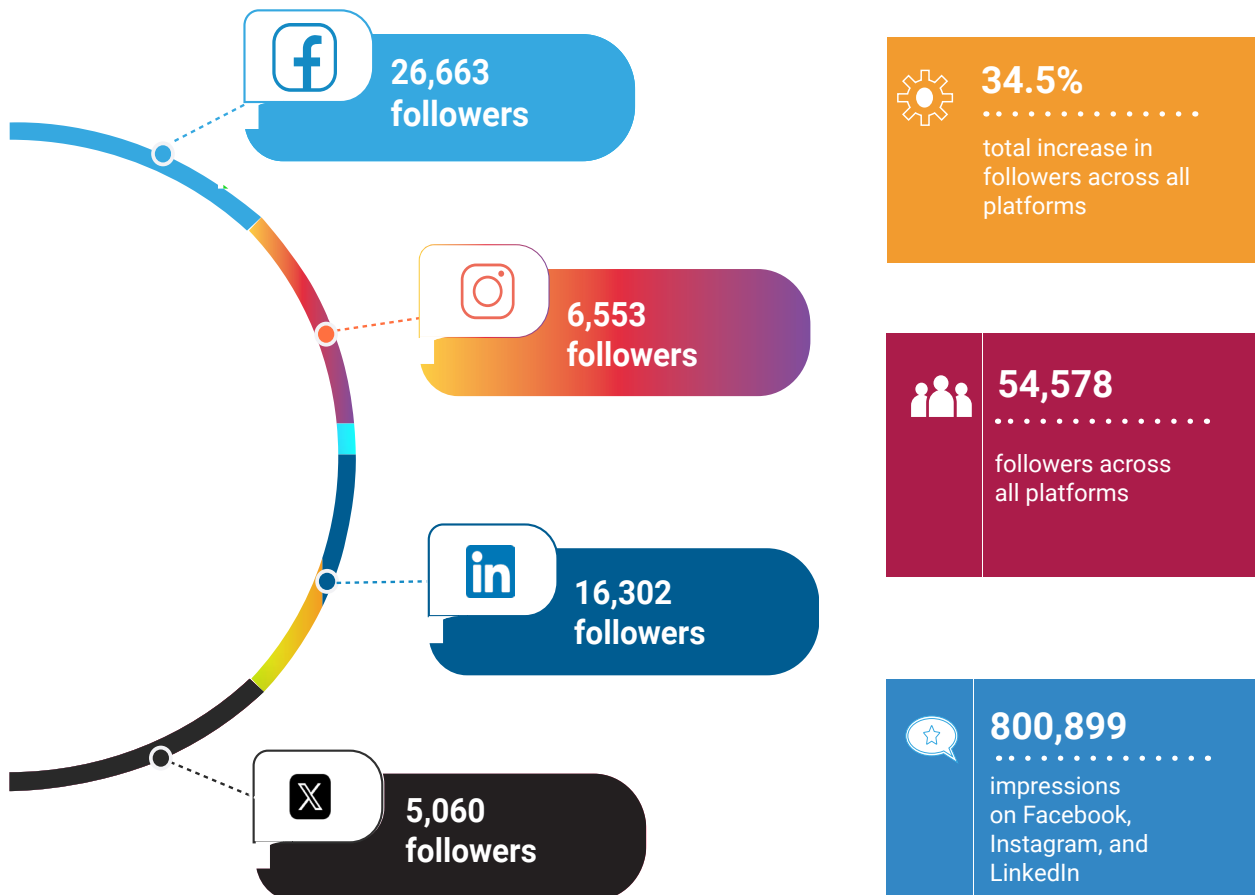 26,663
followers
6,553
followers
in
16,302
followers
5,060
followers
34.5%
total increase in
followers across all
platforms
54,578
followers across
all platforms
800,899
impressions
on Facebook,
Instagram, and
LinkedIn